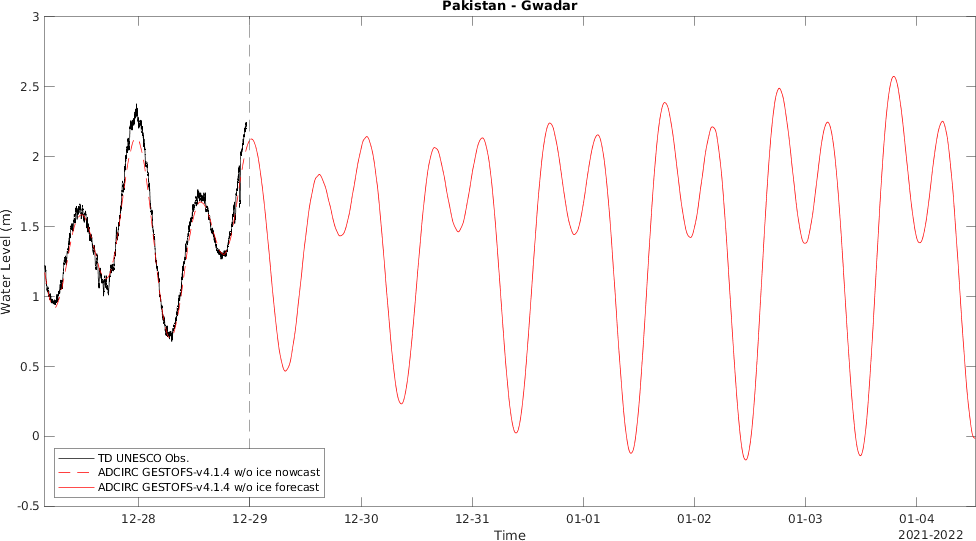 Pakistan - Gwadar
3
2.5
2
1.5
1
0.5
0
-0.5
Water Level (m)
TD UNESCO Obs.
ADCIRC GESTOFS-v4.1.4 w/o ice nowcast
ADCIRC GESTOFS-v4.1.4 w/o ice forecast
12-28 12-29 12-30 12-31 01-01 01-02 01-03 01-04
Time
2021-2022